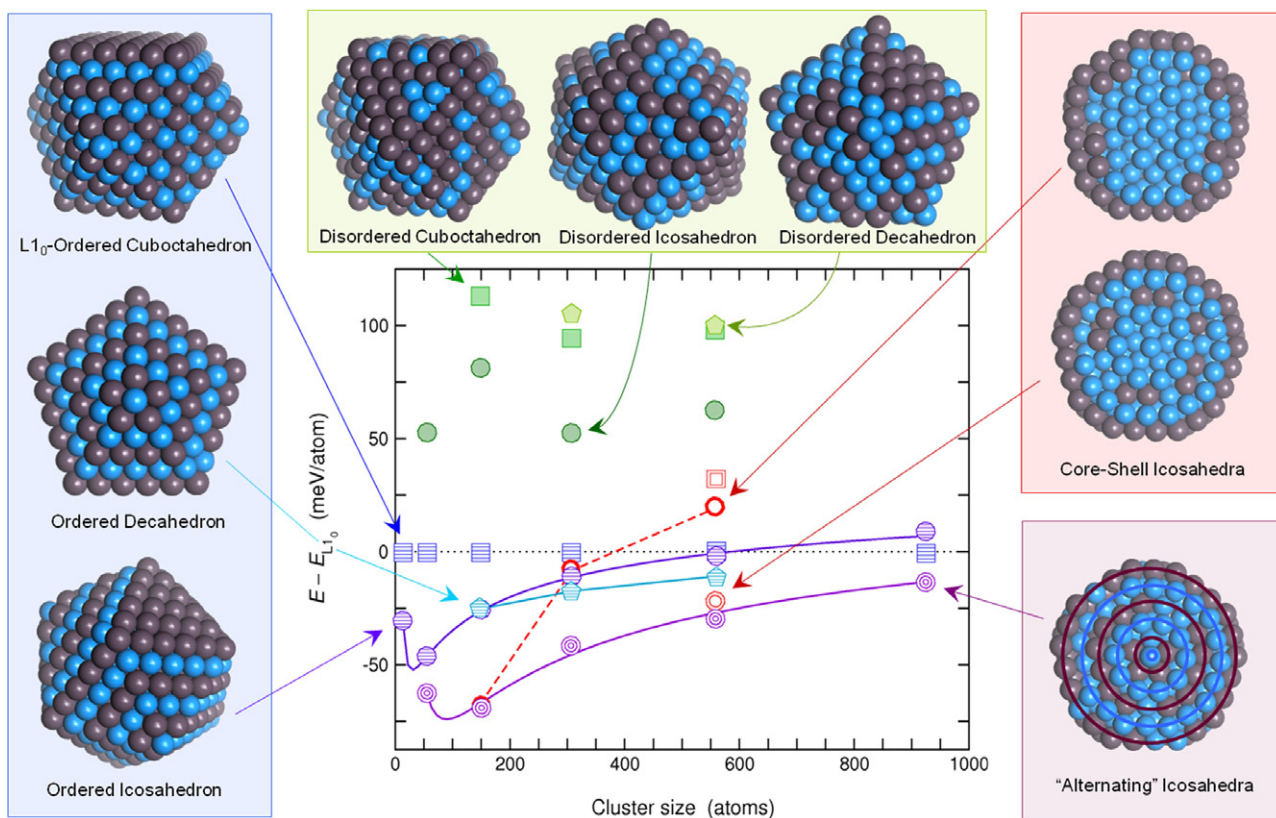 L1₀-Ordered Cuboctahedron
Ordered Decahedron
Ordered Icosahedron
Disordered Cuboctahedron
Disordered Icosahedron
Disordered Decahedron
Core-Shell Icosahedra
"Alternating" Icosahedra
E − E_L1₀ (meV/atom)
100
50
0
-50
0
200
400
600
800
1000
Cluster size (atoms)